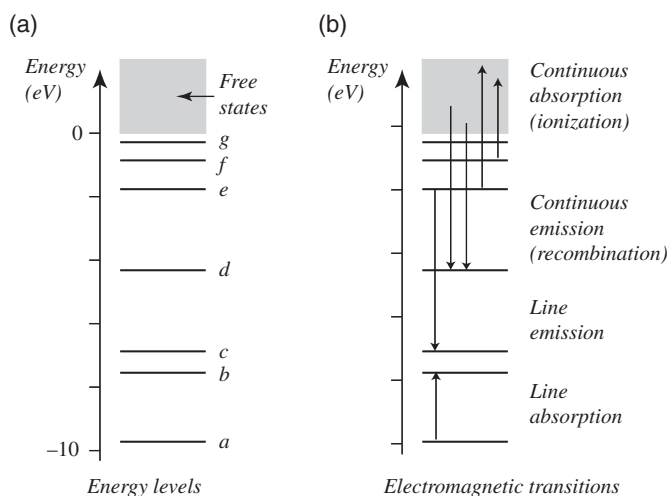 (a)
Energy
(eV)
Free
states
0
g
f
e
d
c
b
a
–10
Energy levels
(b)
Energy
(eV)
Continuous
absorption
(ionization)
Continuous
emission
(recombination)
Line
emission
Line
absorption
Electromagnetic transitions